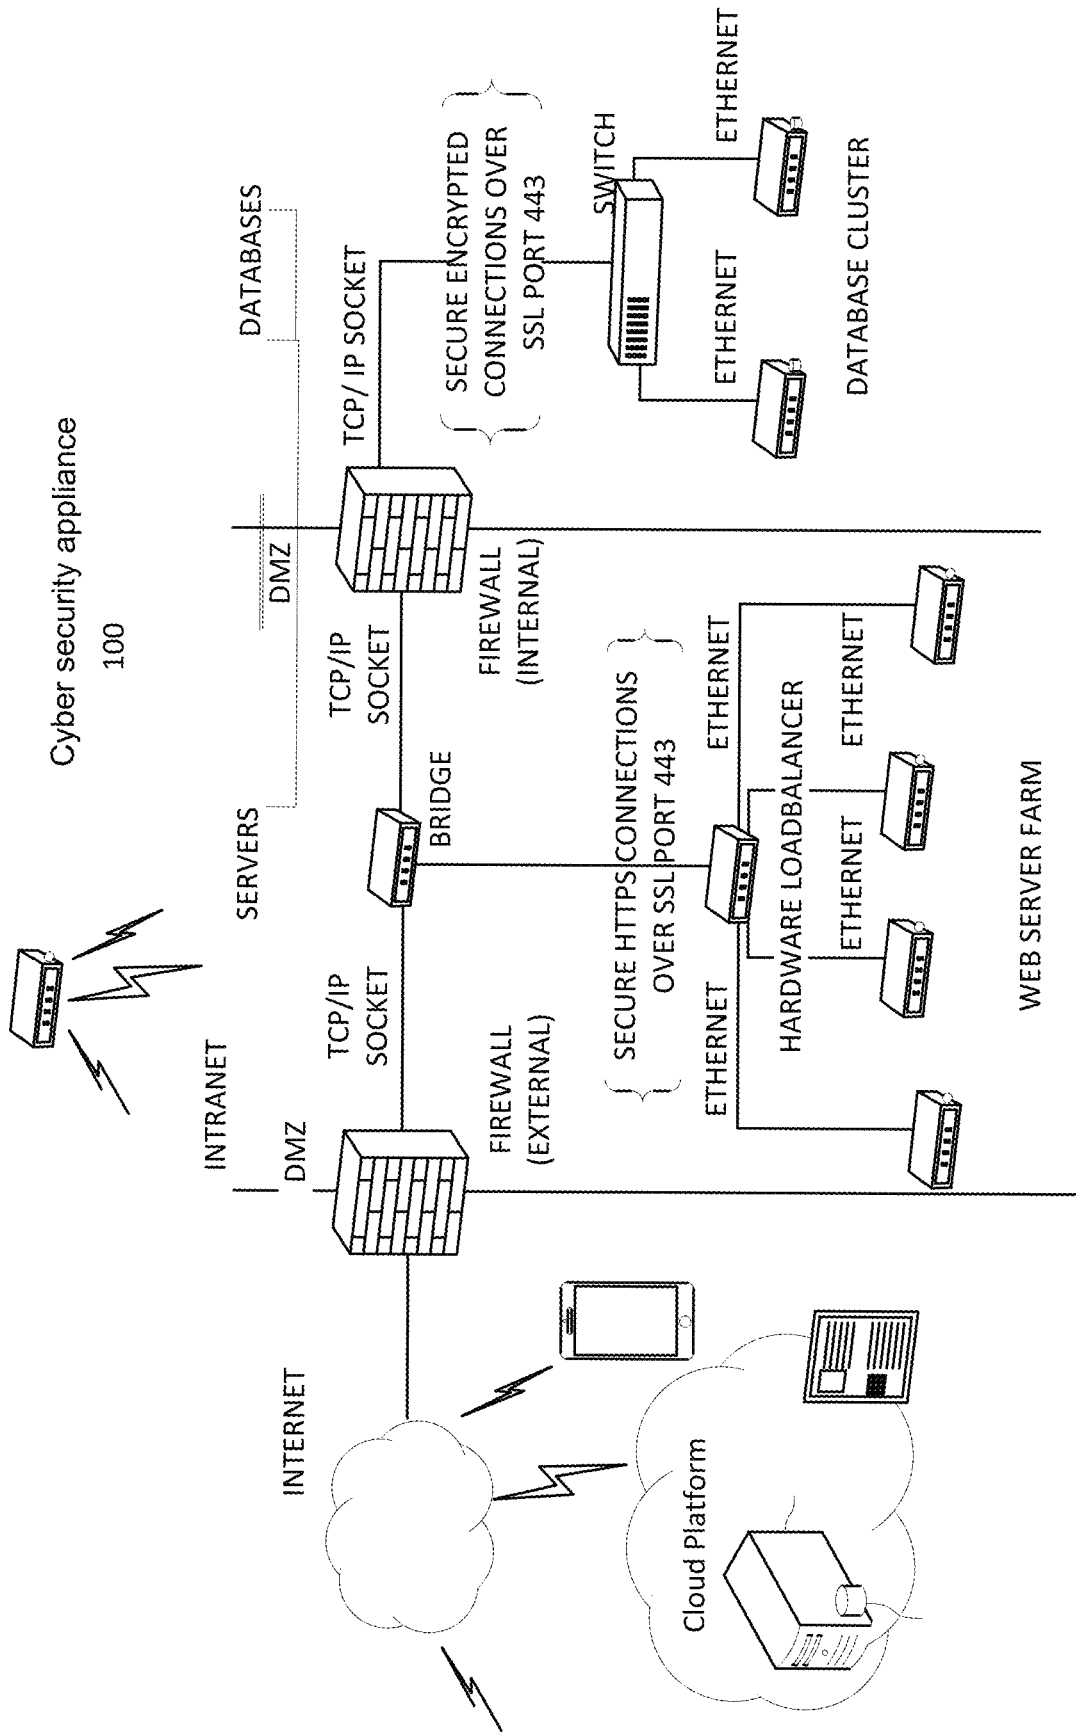 Cyber security appliance
100
INTERNET
INTRANET
SERVERS
DATABASES
DMZ
DMZ
TCP/IP
SOCKET
TCP/IP
SOCKET
TCP/ IP SOCKET
BRIDGE
FIREWALL
(EXTERNAL)
FIREWALL
(INTERNAL)
SECURE ENCRYPTED
CONNECTIONS OVER
SSL PORT 443
SWITCH
ETHERNET
ETHERNET
DATABASE CLUSTER
SECURE HTTPS CONNECTIONS
OVER SSL PORT 443
ETHERNET
ETHERNET
HARDWARE LOADBALANCER
ETHERNET
ETHERNET
WEB SERVER FARM
Cloud Platform